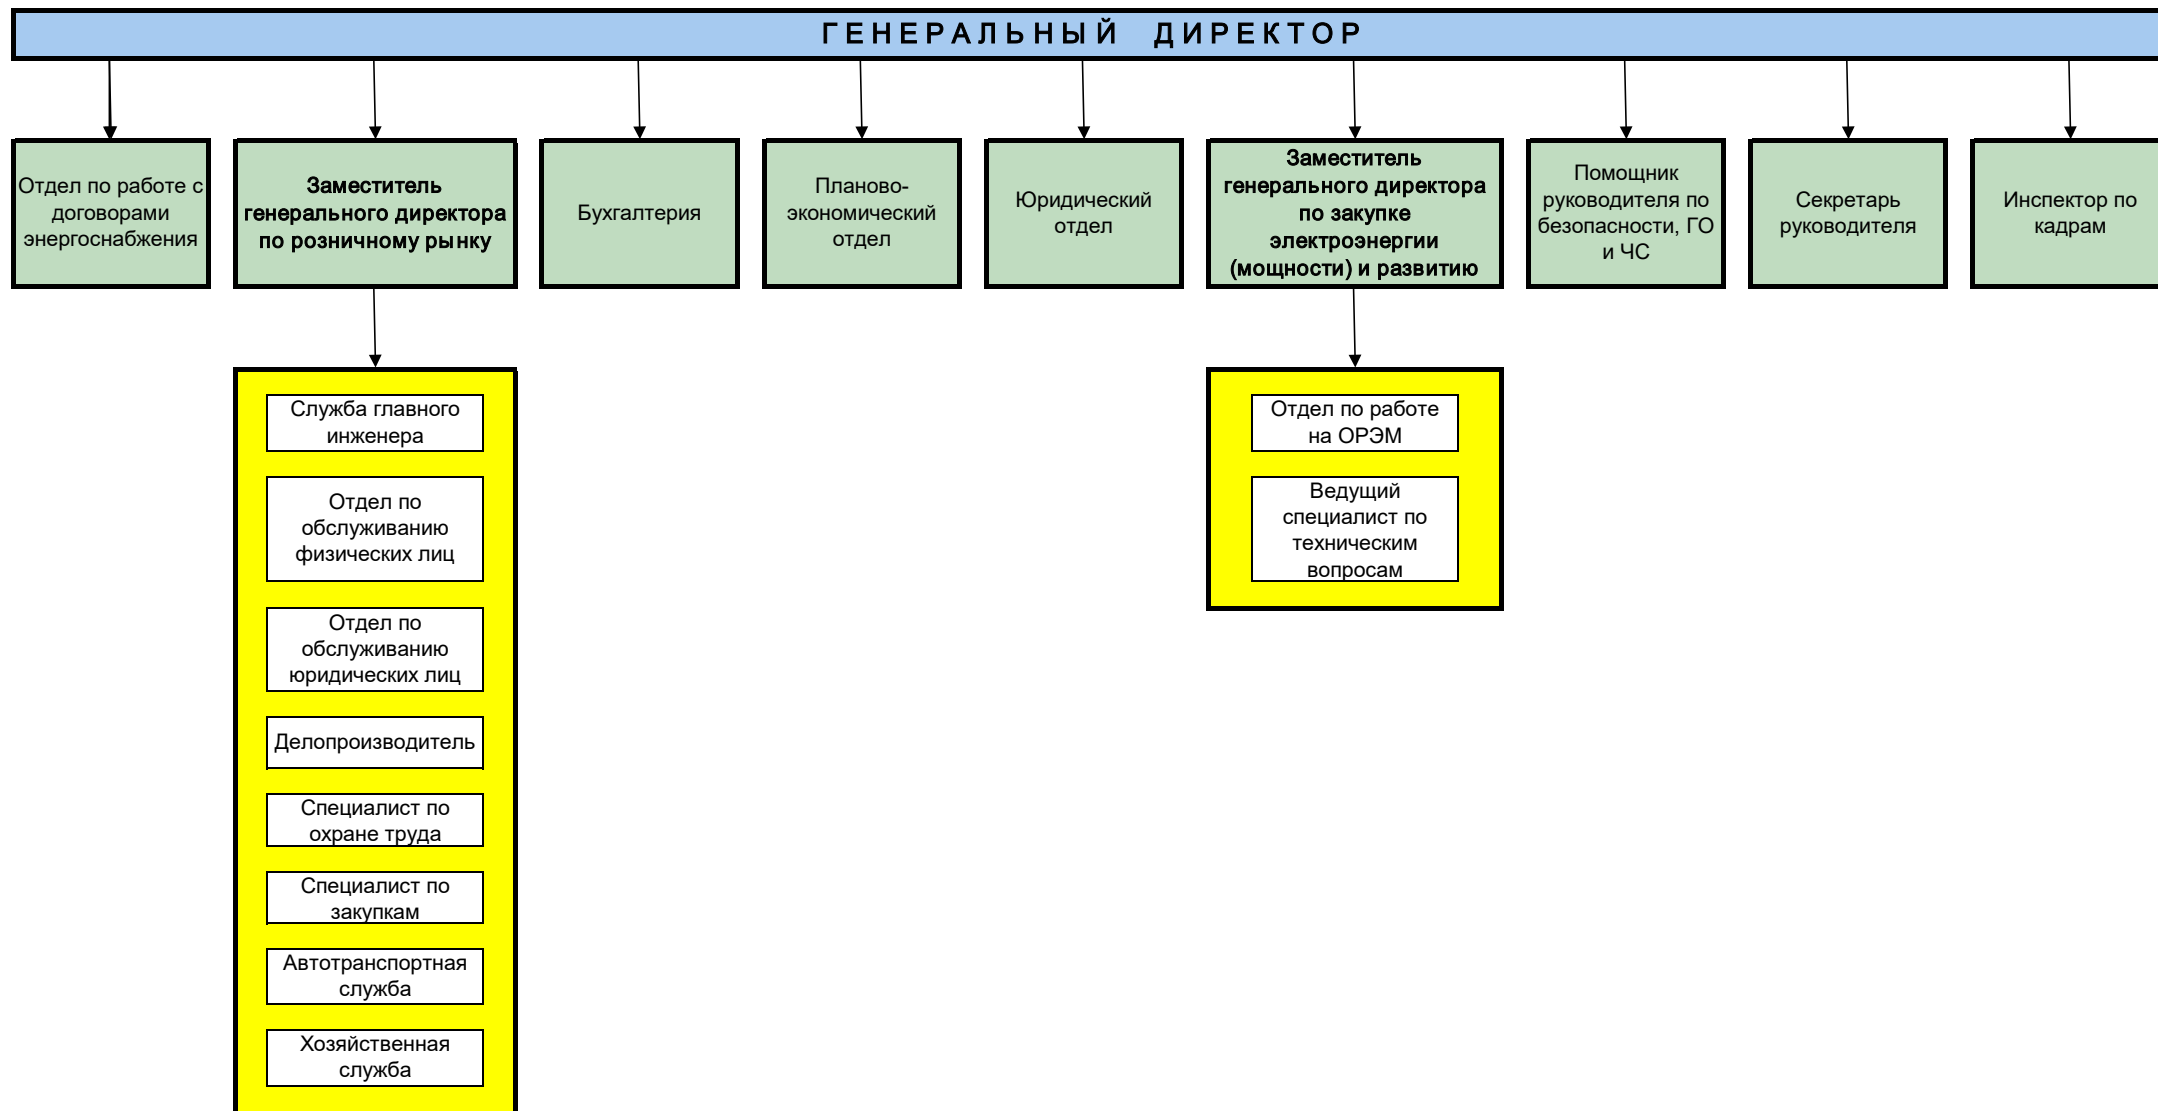 ГЕНЕРАЛЬНЫЙ ДИРЕКТОР
Отдел по работе с
договорами
энергоснабжения
Заместитель
генерального директора
по розничному рынку
Бухгалтерия
Планово-
экономический
отдел
Юридический
отдел
Заместитель
генерального директора
по закупке
электроэнергии
(мощности) и развитию
Помощник
руководителя по
безопасности, ГО
и ЧС
Секретарь
руководителя
Инспектор по
кадрам
Служба главного
инженера
Отдел по
обслуживанию
физических лиц
Отдел по
обслуживанию
юридических лиц
Делопроизводитель
Специалист по
охране труда
Специалист по
закупкам
Автотранспортная
служба
Хозяйственная
служба
Отдел по работе
на ОРЭМ
Ведущий
специалист по
техническим
вопросам